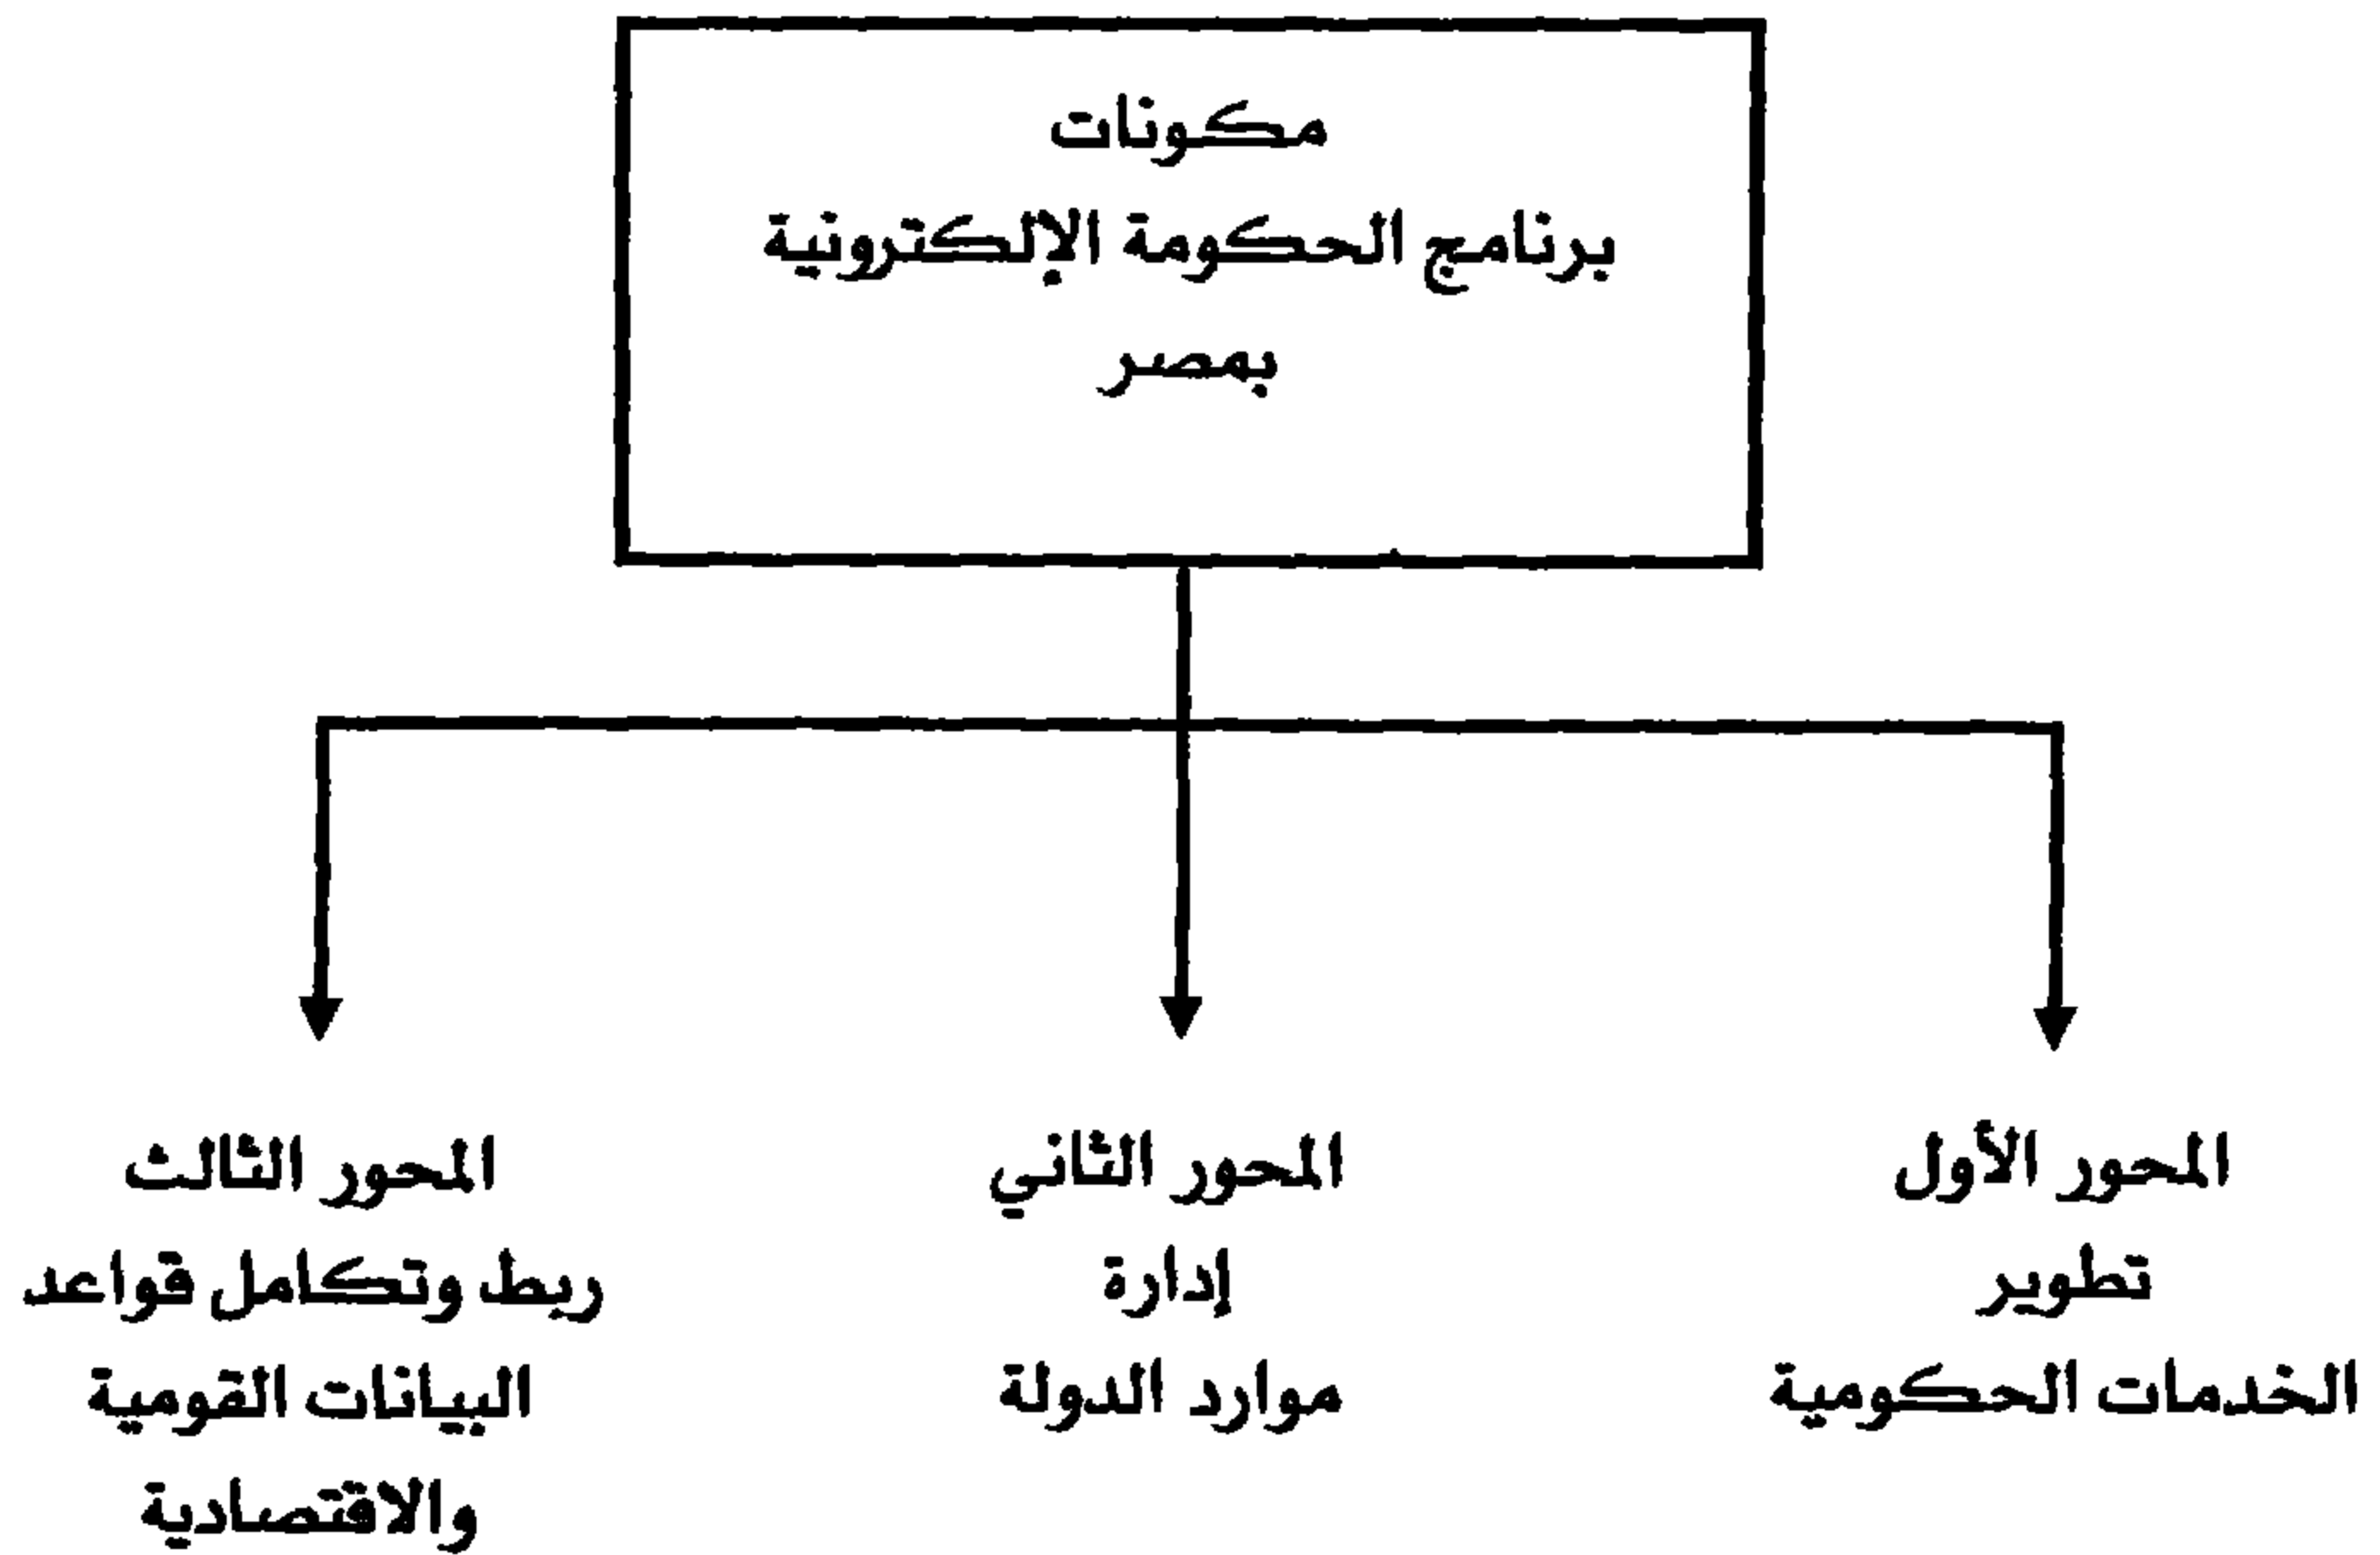 مكونات
برنامج الحكومة الإلكترونية
بمصر
المحور الأول
تطوير
الخدمات الحكومية
المحور الثاني
إدارة
موارد الدولة
المحور الثالث
ربط وتكامل قواعد
البيانات القومية
والاقتصادية